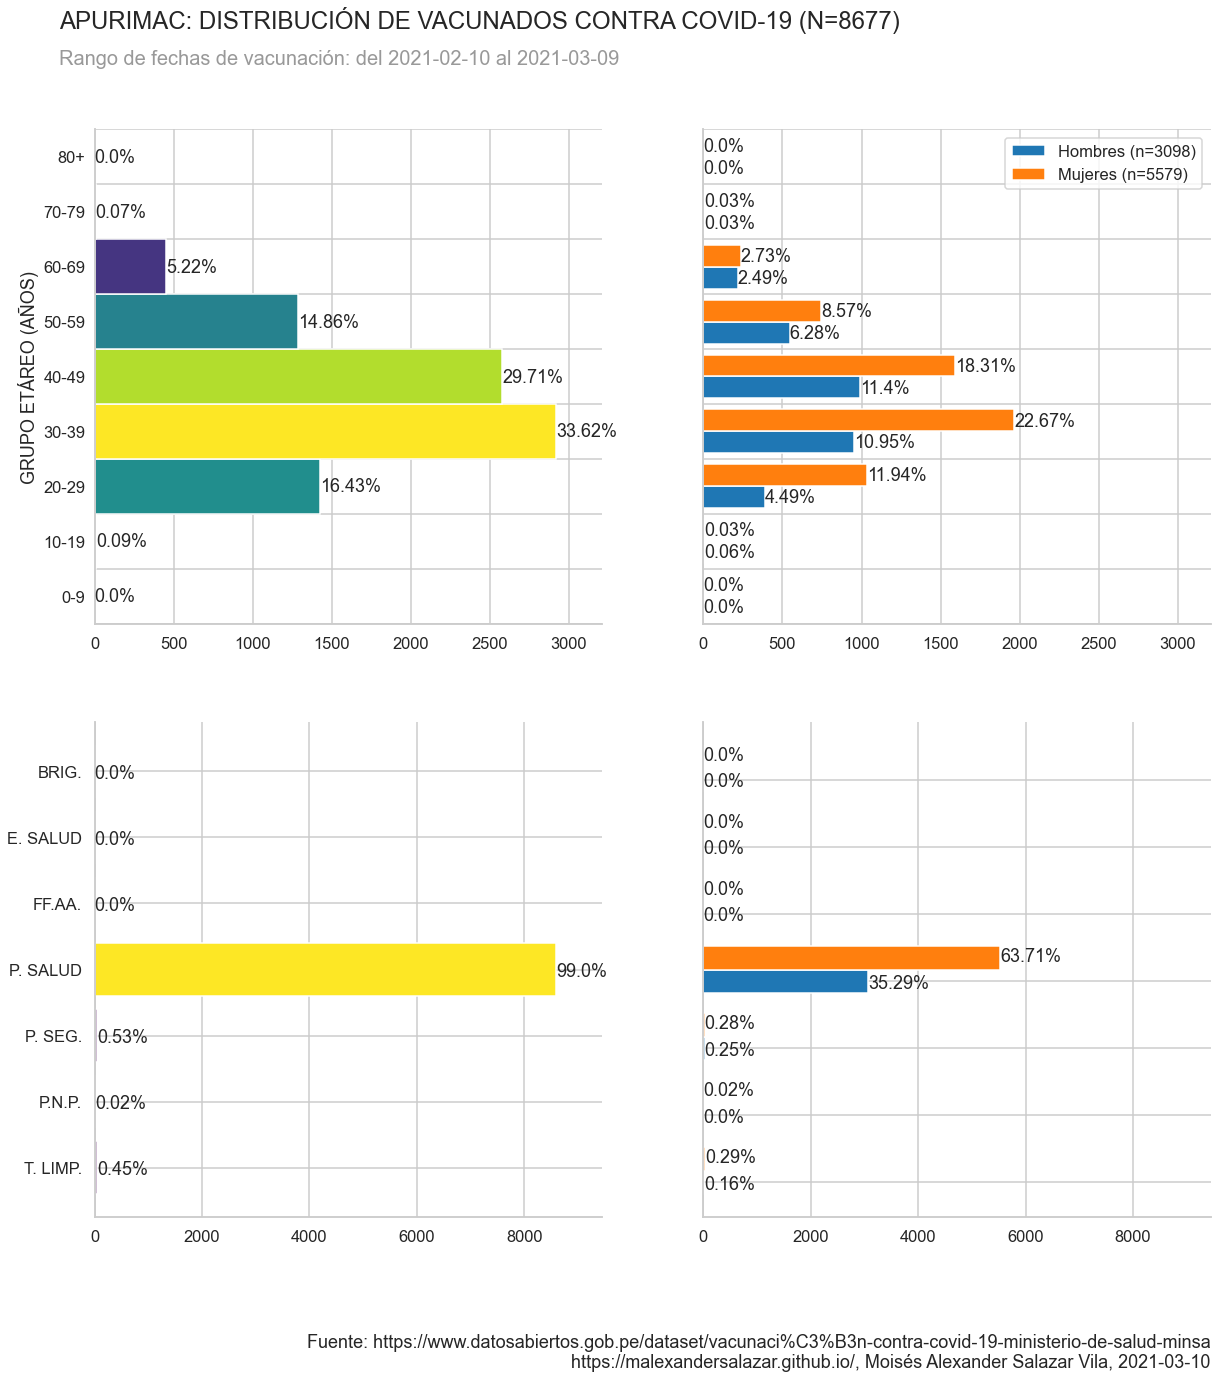 APURIMAC: DISTRIBUCIÓN DE VACUNADOS CONTRA COVID-19 (N=8677)
Rango de fechas de vacunación: del 2021-02-10 al 2021-03-09
GRUPO ETÁREO (AÑOS)
80+ 0.0%
70-79 0.07%
60-69 5.22%
50-59 14.86%
40-49 29.71%
30-39 33.62%
20-29 16.43%
10-19 0.09%
0-9 0.0%
0 500 1000 1500 2000 2500 3000
Hombres (n=3098)
Mujeres (n=5579)
0.0%
0.0%
0.03%
0.03%
2.73%
2.49%
8.57%
6.28%
18.31%
11.4%
22.67%
10.95%
11.94%
4.49%
0.03%
0.06%
0.0%
0.0%
0 500 1000 1500 2000 2500 3000
BRIG. 0.0%
E. SALUD 0.0%
FF.AA. 0.0%
P. SALUD 99.0%
P. SEG. 0.53%
P.N.P. 0.02%
T. LIMP. 0.45%
0 2000 4000 6000 8000
0.0%
0.0%
0.0%
0.0%
0.0%
0.0%
63.71%
35.29%
0.28%
0.25%
0.02%
0.0%
0.29%
0.16%
0 2000 4000 6000 8000
Fuente: https://www.datosabiertos.gob.pe/dataset/vacunaci%C3%B3n-contra-covid-19-ministerio-de-salud-minsa
https://malexandersalazar.github.io/, Moisés Alexander Salazar Vila, 2021-03-10